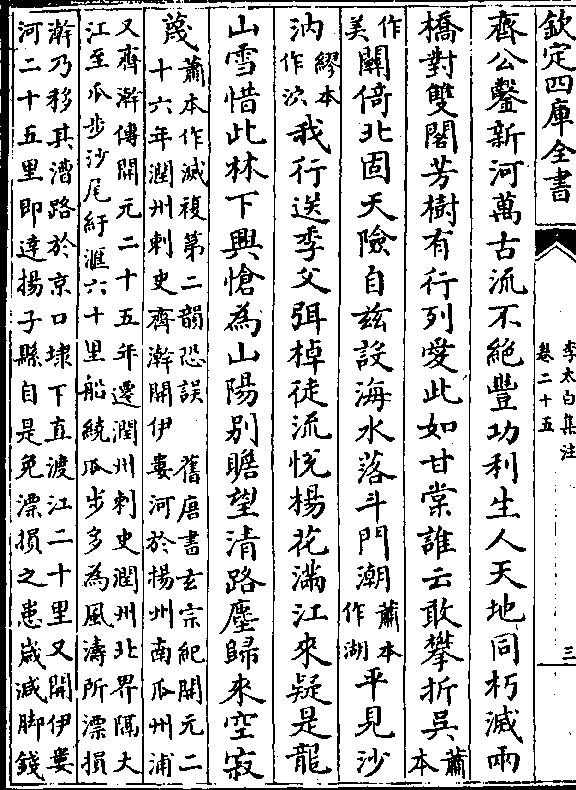 欽定四庫全書
李太白集注
卷二十五
三
齊公鑿新河萬古流不絕豐功利生人天地同朽滅兩
橋對雙閣芳樹有行列愛此如甘棠誰云敢攀折吳蕭本
作美關倚北固天險自兹設海水落斗門潮蕭本作湖平見沙
汭繆本作泬我行送季父弭棹徒流悅楊花滿江來疑是龍
山雪惜此林下興愴為山陽别瞻望清路塵歸來空寂
蔑蕭本作滅複第二韻恐誤　舊唐書玄宗紀開元二
十六年潤州刺史齊澣開伊婁河於揚州南瓜州浦
又齊澣傳開元二十五年遷潤州刺史潤州北界隔大
江至瓜步沙尾紆滙六十里船繞瓜步多為風濤所漂損
澣乃移其漕路於京口埭下直渡江二十里又開伊婁
河二十五里即達揚子縣自是免漂損之患歲減脚錢